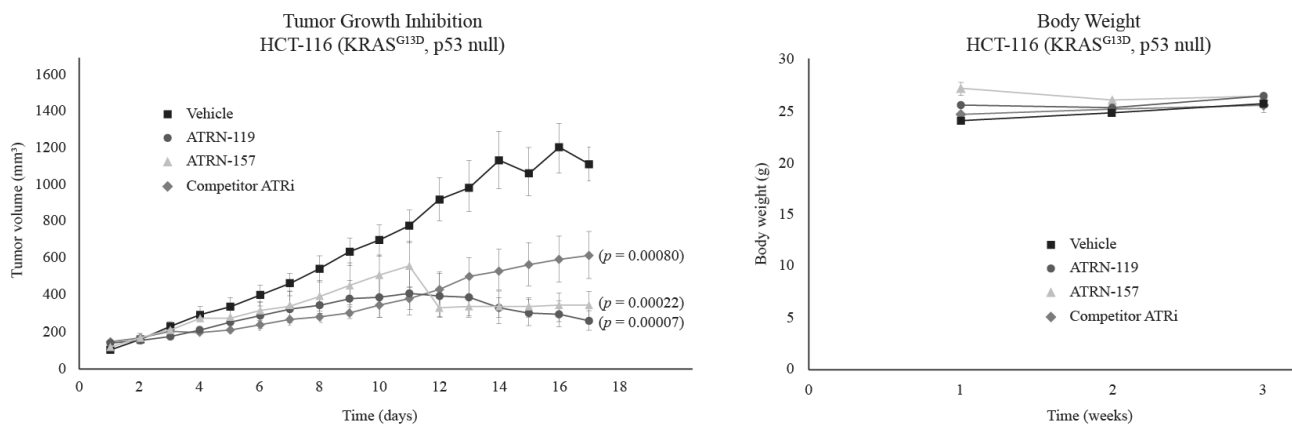 Tumor Growth Inhibition
HCT-116 (KRASᴳ¹³ᴰ, p53 null)
1600
1400
1200
1000
800
600
400
200
0
Tumor volume (mm³)
Vehicle
ATRN-119
ATRN-157
Competitor ATRi
(p = 0.00080)
(p = 0.00022)
(p = 0.00007)
0 2 4 6 8 10 12 14 16 18
Time (days)
Body Weight
HCT-116 (KRASᴳ¹³ᴰ, p53 null)
30
25
20
15
10
5
0
Body weight (g)
Vehicle
ATRN-119
ATRN-157
Competitor ATRi
0 1 2 3
Time (weeks)